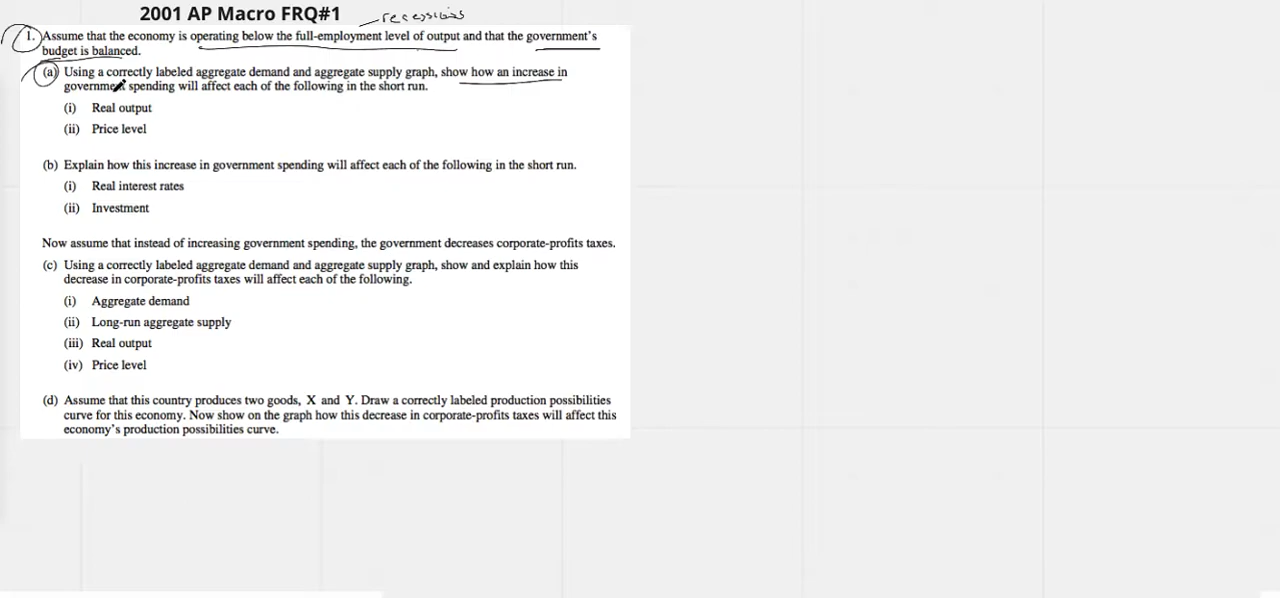 2001 AP Macro FRQ#1
recessions
1. Assume that the economy is operating below the full-employment level of output and that the government's
budget is balanced.
(a) Using a correctly labeled aggregate demand and aggregate supply graph, show how an increase in
government spending will affect each of the following in the short run.
(i) Real output
(ii) Price level
(b) Explain how this increase in government spending will affect each of the following in the short run.
(i) Real interest rates
(ii) Investment
Now assume that instead of increasing government spending, the government decreases corporate-profits taxes.
(c) Using a correctly labeled aggregate demand and aggregate supply graph, show and explain how this
decrease in corporate-profits taxes will affect each of the following.
(i) Aggregate demand
(ii) Long-run aggregate supply
(iii) Real output
(iv) Price level
(d) Assume that this country produces two goods, X and Y. Draw a correctly labeled production possibilities
curve for this economy. Now show on the graph how this decrease in corporate-profits taxes will affect this
economy's production possibilities curve.